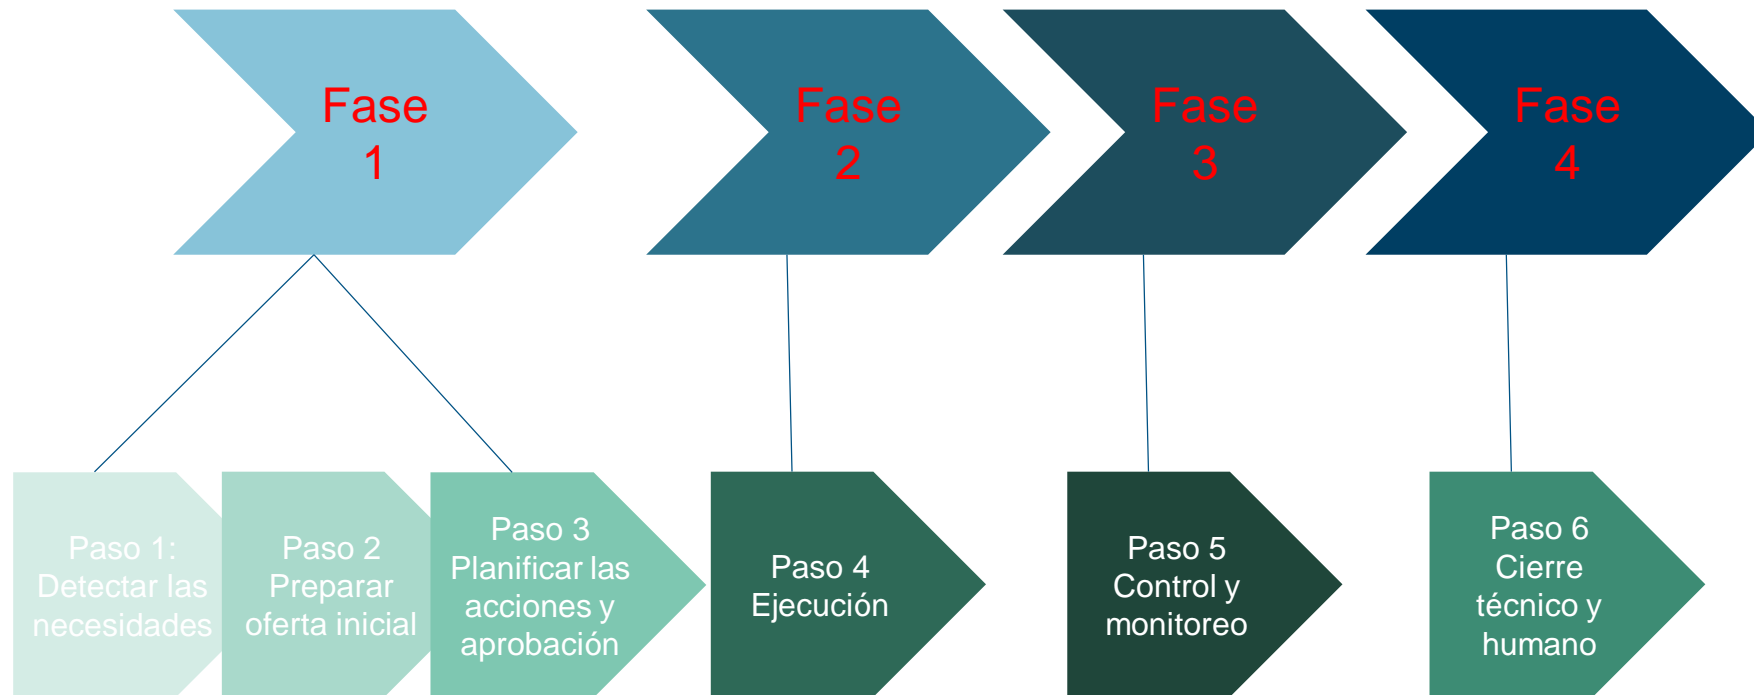 Fase
1
Fase
2
Fase
3
Fase
4
Paso 1:
Detectar las
necesidades
Paso 2
Preparar
oferta inicial
Paso 3
Planificar las
acciones y
aprobación
Paso 4
Ejecución
Paso 5
Control y
monitoreo
Paso 6
Cierre
técnico y
humano